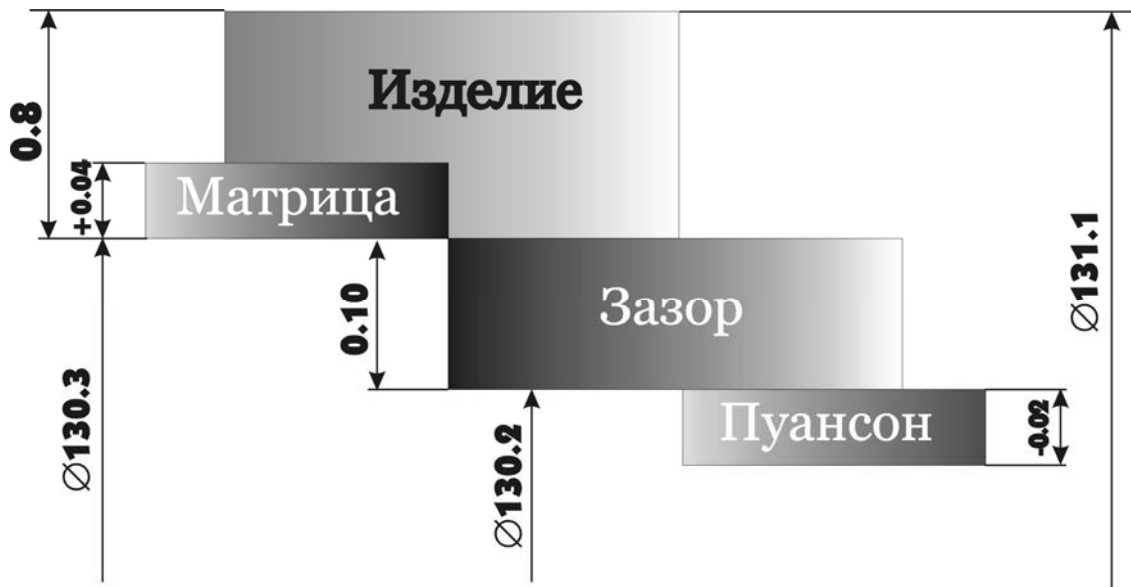 Изделие
0.8
+0.04
Матрица
∅131.1
0.10
Зазор
∅130.3
∅130.2
Пуансон
-0.02